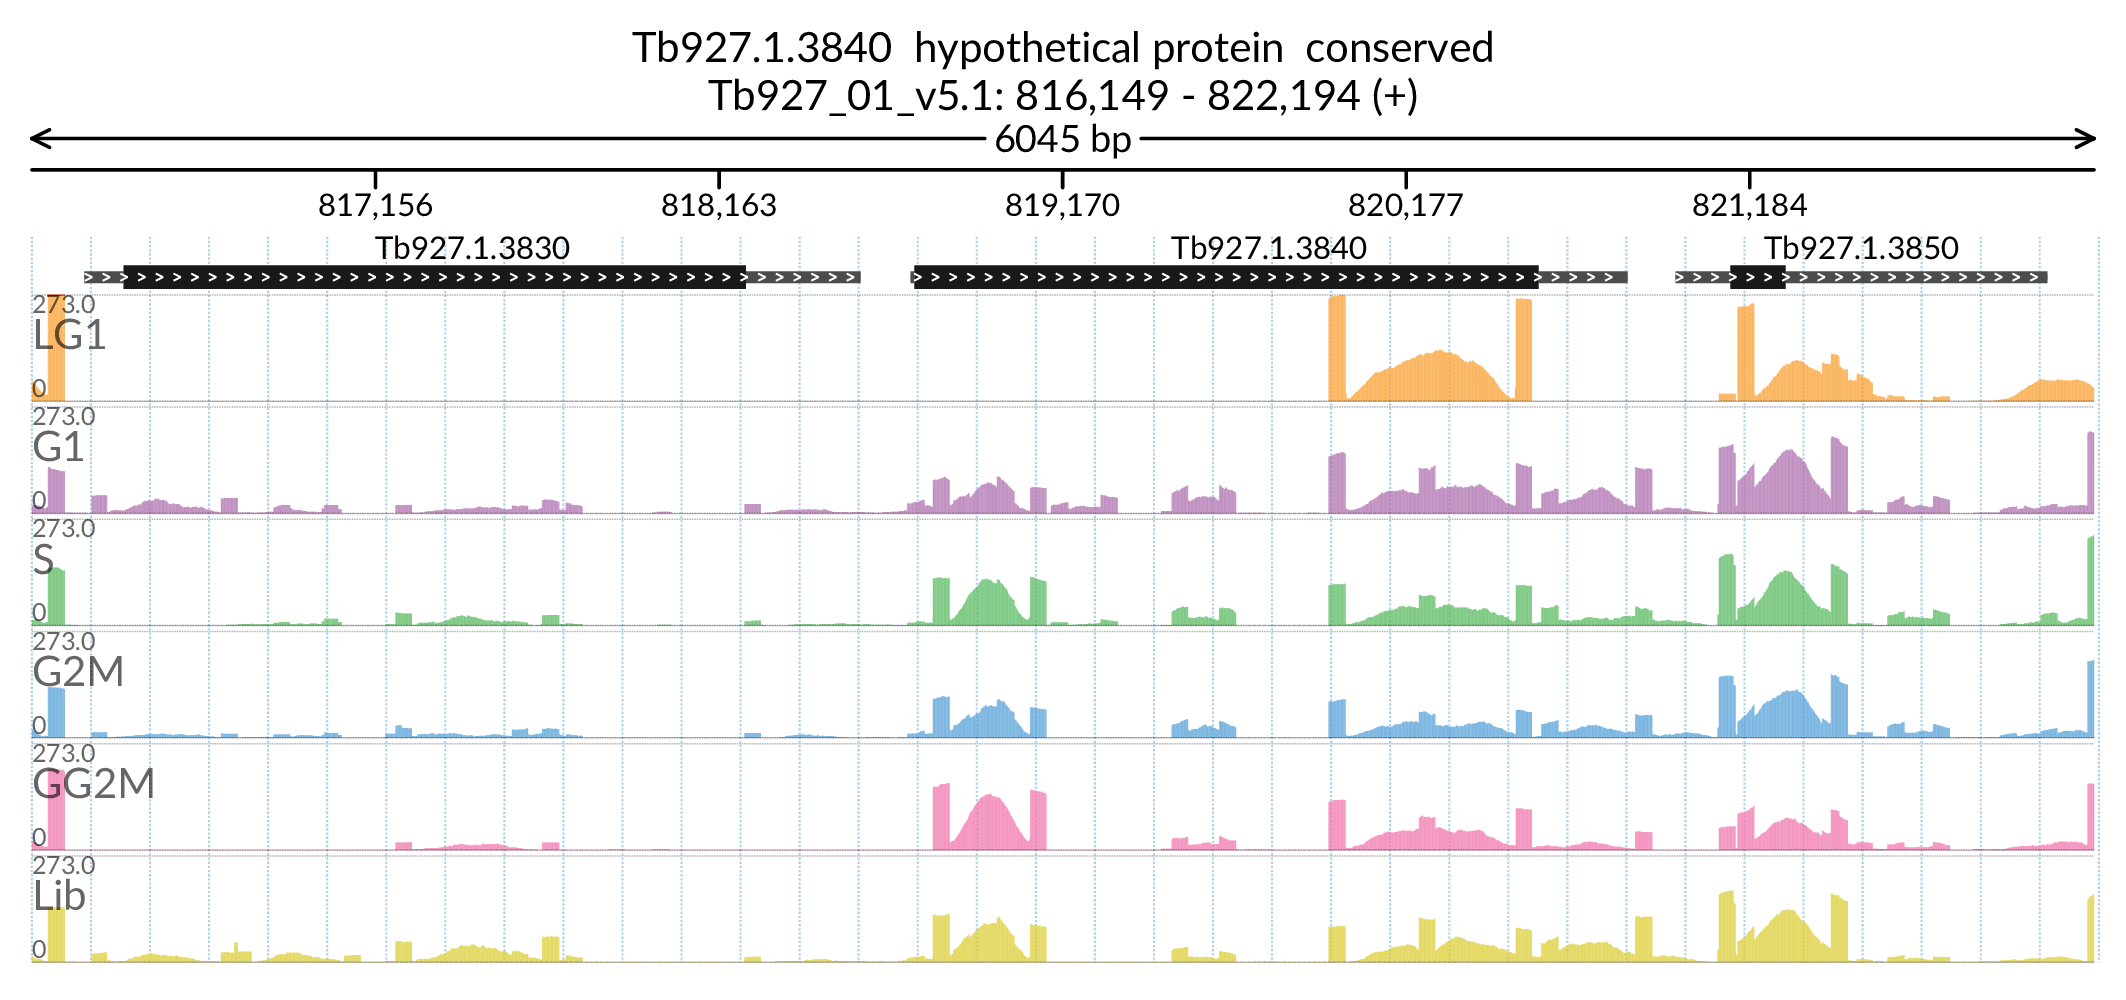 Tb927.1.3840 hypothetical protein conserved
Tb927_01_v5.1: 816,149 - 822,194 (+)
6045 bp
817,156 818,163 819,170 820,177 821,184
Tb927.1.3830 Tb927.1.3840 Tb927.1.3850
273.0
LG1
0
273.0
G1
0
273.0
S
0
273.0
G2M
0
273.0
GG2M
0
273.0
Lib
0